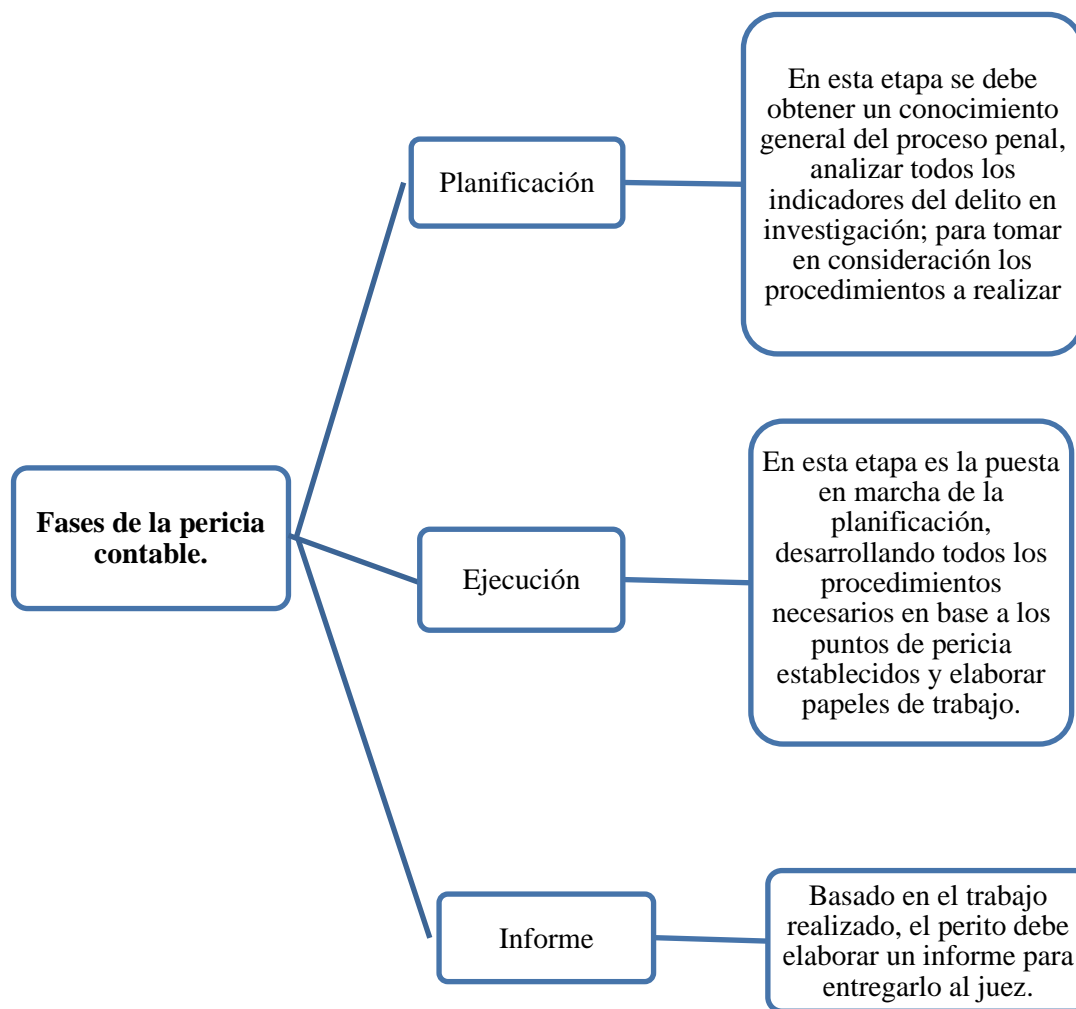 Fases de la pericia
contable.
Planificación
En esta etapa se debe
obtener un conocimiento
general del proceso penal,
analizar todos los
indicadores del delito en
investigación; para tomar
en consideración los
procedimientos a realizar
Ejecución
En esta etapa es la puesta
en marcha de la
planificación,
desarrollando todos los
procedimientos
necesarios en base a los
puntos de pericia
establecidos y elaborar
papeles de trabajo.
Informe
Basado en el trabajo
realizado, el perito debe
elaborar un informe para
entregarlo al juez.